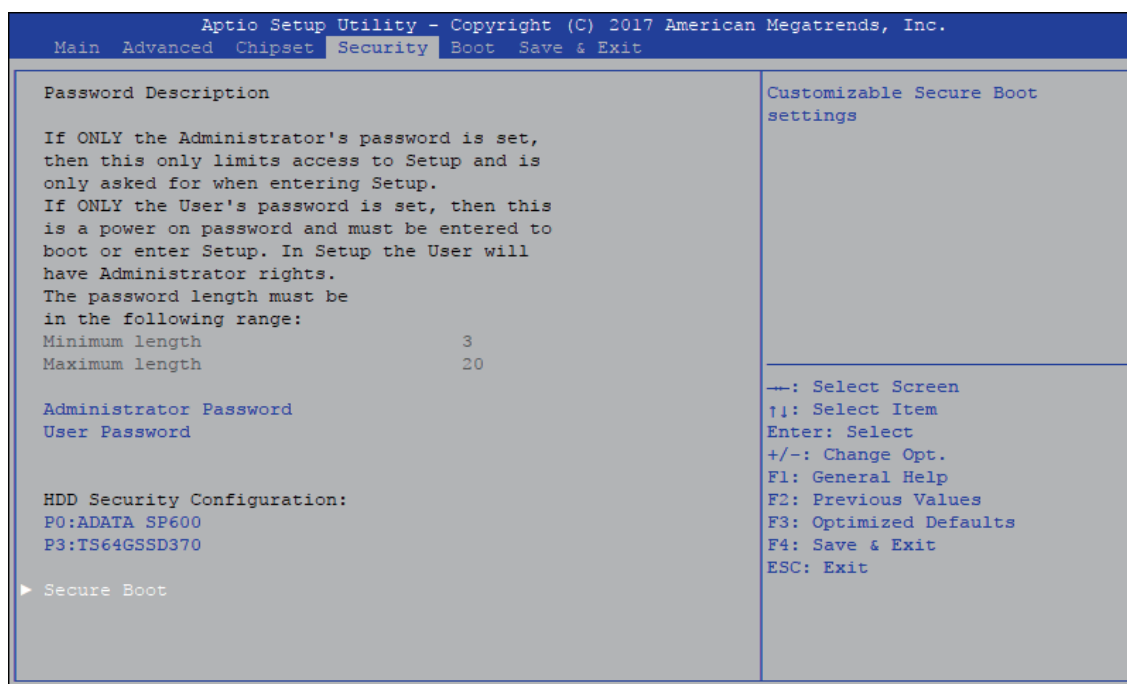 Aptio Setup Utility - Copyright (C) 2017 American Megatrends, Inc.
Main Advanced Chipset Security Boot Save & Exit
Password Description
If ONLY the Administrator's password is set,
then this only limits access to Setup and is
only asked for when entering Setup.
If ONLY the User's password is set, then this
is a power on password and must be entered to
boot or enter Setup. In Setup the User will
have Administrator rights.
The password length must be
in the following range:
Minimum length 3
Maximum length 20
Administrator Password
User Password
HDD Security Configuration:
P0:ADATA SP600
P3:TS64GSSD370
► Secure Boot
Customizable Secure Boot
settings
→←: Select Screen
↑↓: Select Item
Enter: Select
+/-: Change Opt.
F1: General Help
F2: Previous Values
F3: Optimized Defaults
F4: Save & Exit
ESC: Exit